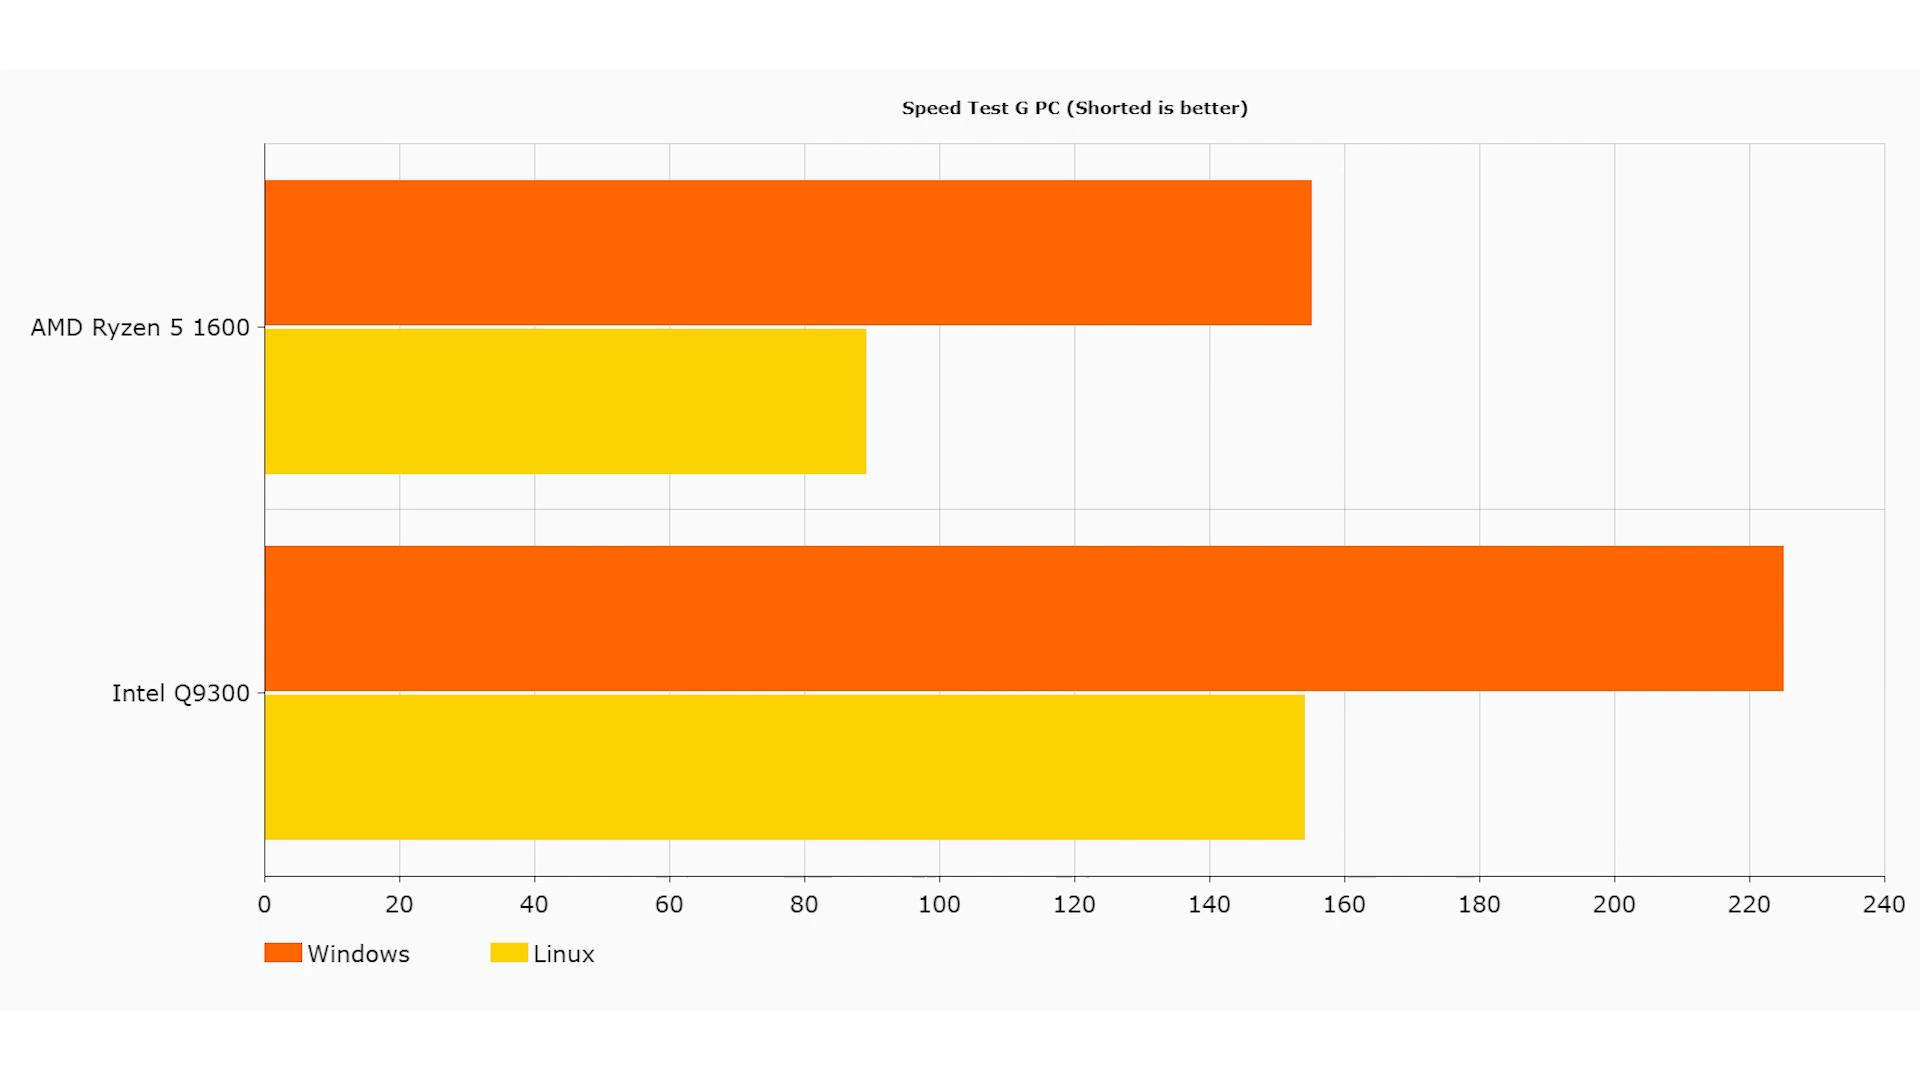 Speed Test G PC (Shorted is better)
AMD Ryzen 5 1600
Intel Q9300
0 20 40 60 80 100 120 140 160 180 200 220 240
Windows Linux